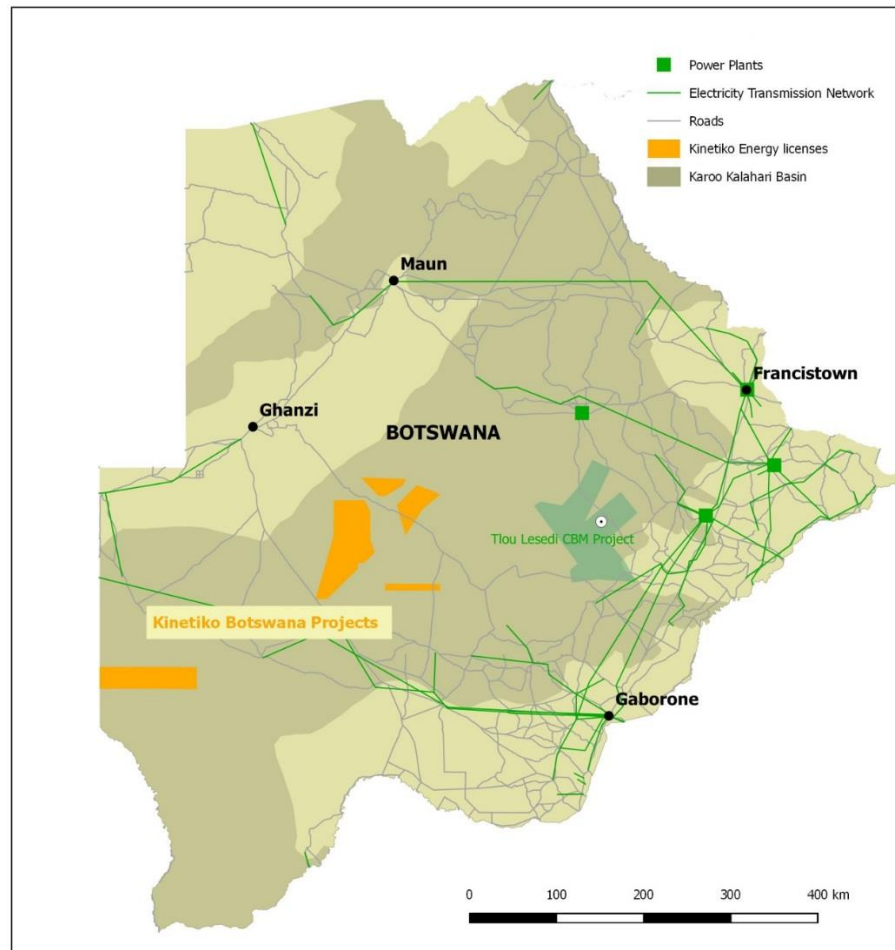 Power Plants
Electricity Transmission Network
Roads
Kinetiko Energy licenses
Karoo Kalahari Basin
Maun
Francistown
Ghanzi
BOTSWANA
Tlou Lesedi CBM Project
Kinetiko Botswana Projects
Gaborone
0 100 200 300 400 km